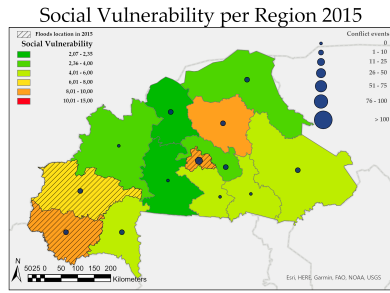 Social Vulnerability per Region 2015
Floods location in 2015
Social Vulnerability
2,07 - 2,35
2,36 - 4,00
4,01 - 6,00
6,01 - 8,00
8,01 - 10,00
10,01 - 15,00
Conflict events
0
1 - 10
11 - 25
26 - 50
51 - 75
76 - 100
> 100
N
5025 0 50 100 150 200
Kilometers
Esri, HERE, Garmin, FAO, NOAA, USGS